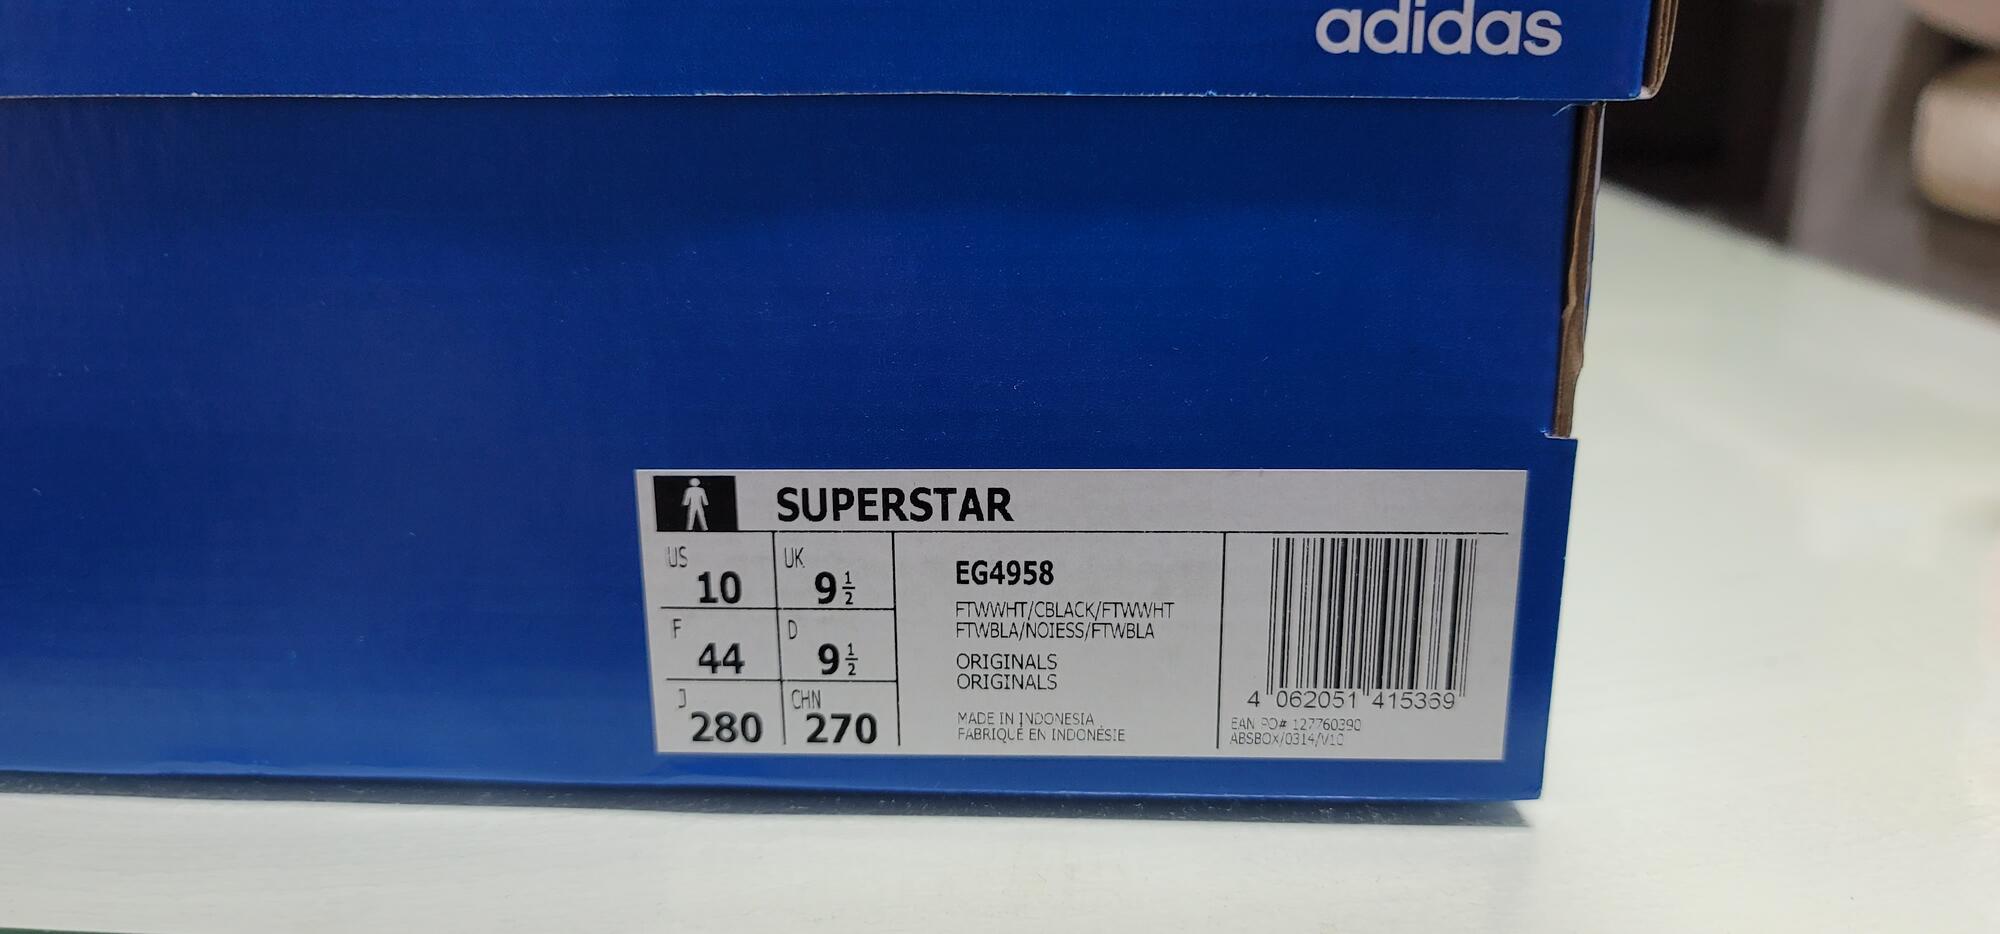 adidas
SUPERSTAR
US 10 UK 9 1/2
F 44 D 9 1/2
J 280 CHN 270
EG4958
FTWWHT/CBLACK/FTWWHT
FTWBLA/NOIESS/FTWBLA
ORIGINALS
ORIGINALS
MADE IN INDONESIA
FABRIQUÉ EN INDONÉSIE
4 062051 415369
EAN PO# 127760390
ABSBOX/0314/V10